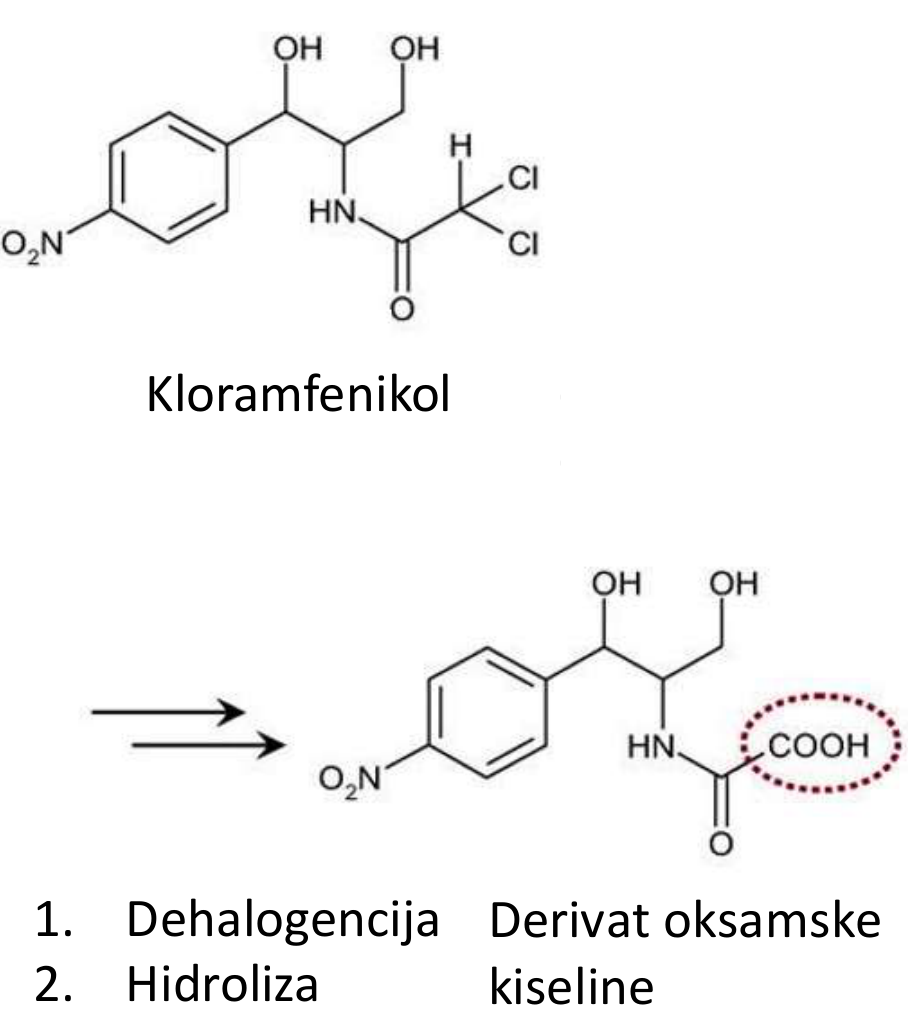 OH OH
H
Cl
HN
O₂N
Cl
O
Kloramfenikol
OH OH
HN COOH
O₂N
O
1. Dehalogencija
2. Hidroliza
Derivat oksamske
kiseline